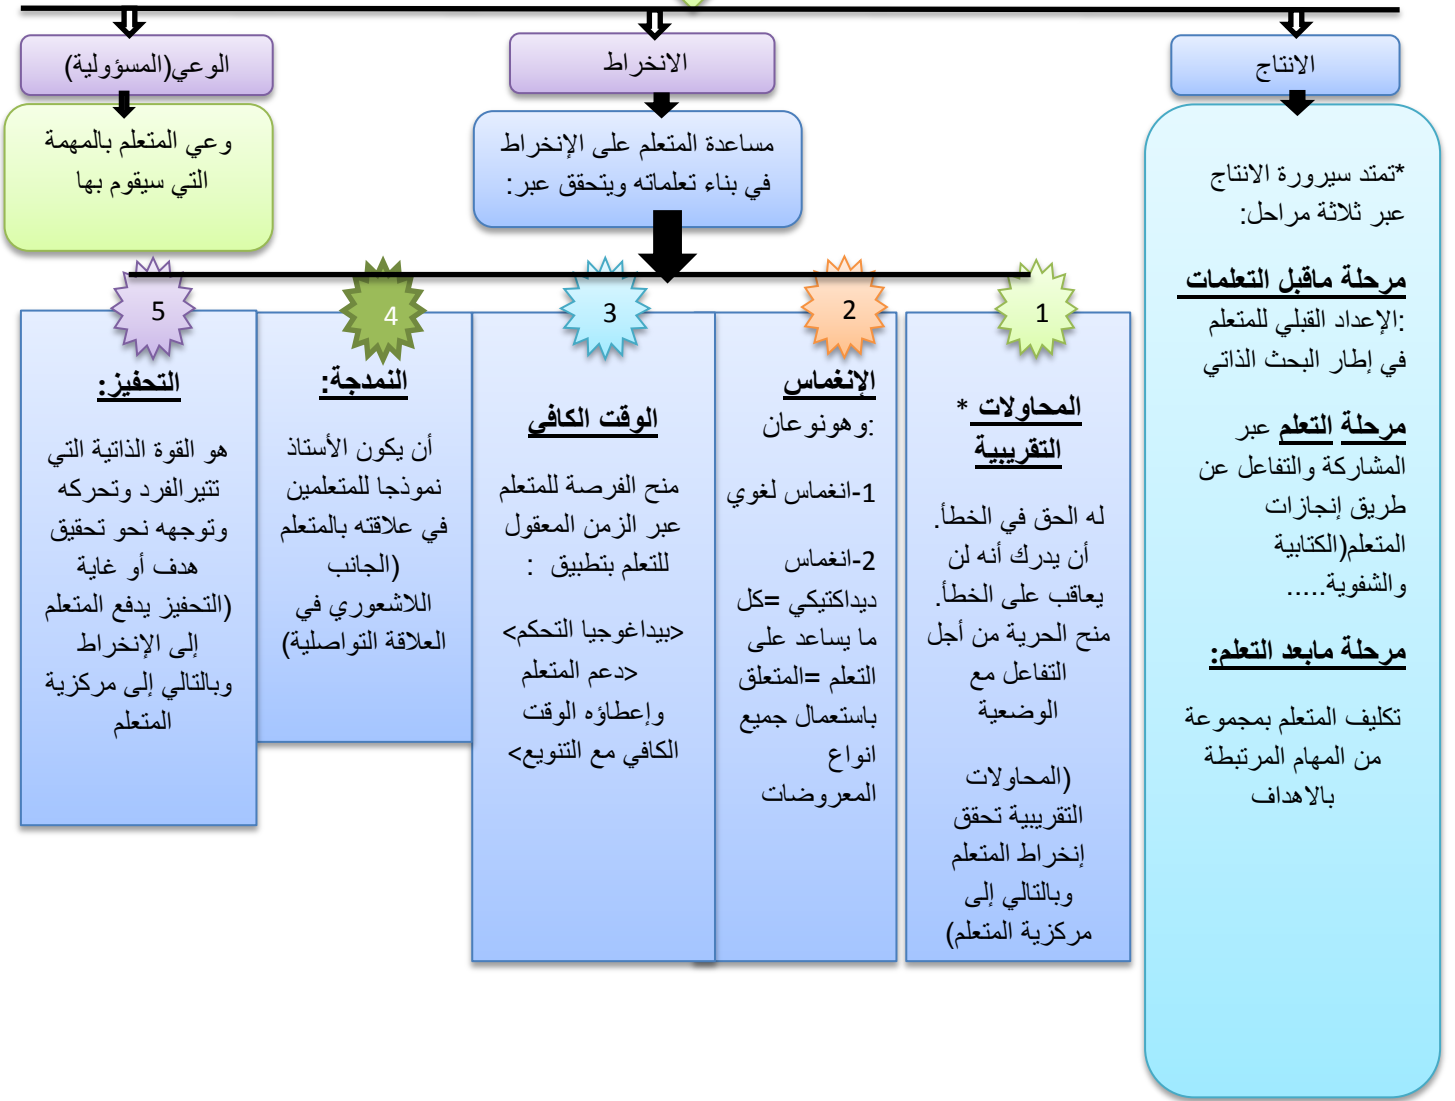 الانتاج
*تمتد سيرورة الانتاج
عبر ثلاثة مراحل:
مرحلة ماقبل التعلمات
:الإعداد القبلي للمتعلم
في إطار البحث الذاتي
مرحلة التعلم عبر
المشاركة والتفاعل عن
طريق إنجازات
المتعلم(الكتابية
والشفوية.....
مرحلة مابعد التعلم:
تكليف المتعلم بمجموعة
من المهام المرتبطة
بالاهداف
الانخراط
مساعدة المتعلم على الإنخراط
في بناء تعلماته ويتحقق عبر:
1
المحاولات *
التقريبية
له الحق في الخطأ.
أن يدرك أنه لن
يعاقب على الخطأ.
منح الحرية من أجل
التفاعل مع
الوضعية
(المحاولات
التقريبية تحقق
إنخراط المتعلم
وبالتالي إلى
مركزية المتعلم)
2
الإنغماس
:وهونوعان
1-انغماس لغوي
2-انغماس
ديداكتيكي =كل
ما يساعد على
التعلم =المتعلق
باستعمال جميع
انواع
المعروضات
3
الوقت الكافي
منح الفرصة للمتعلم
عبر الزمن المعقول
للتعلم بتطبيق :
<بيداغوجيا التحكم>
<دعم المتعلم
وإعطاؤه الوقت
الكافي مع التنويع>
4
النمدجة:
أن يكون الأستاذ
نموذجا للمتعلمين
في علاقته بالمتعلم
(الجانب
اللاشعوري في
العلاقة التواصلية)
5
التحفيز:
هو القوة الذاتية التي
تتيرالفرد وتحركه
وتوجهه نحو تحقيق
هدف أو غاية
(التحفيز يدفع المتعلم
إلى الإنخراط
وبالتالي إلى مركزية
المتعلم
الوعي(المسؤولية)
وعي المتعلم بالمهمة
التي سيقوم بها